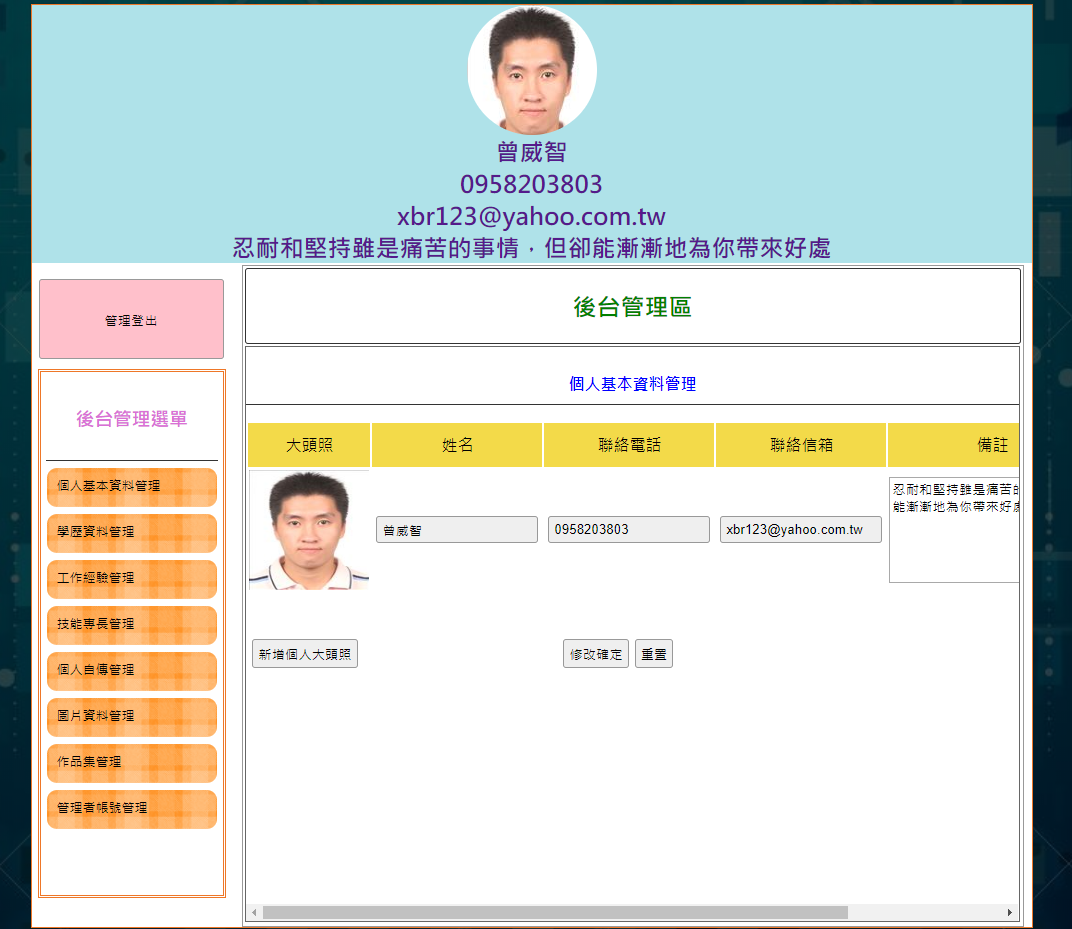 曾威智
0958203803
xbr123@yahoo.com.tw
忍耐和堅持雖是痛苦的事情，但卻能漸漸地為你帶來好處
管理登出
後台管理選單
個人基本資料管理
學歷資料管理
工作經驗管理
技能專長管理
個人自傳管理
圖片資料管理
作品集管理
管理者帳號管理
後台管理區
個人基本資料管理
大頭照 姓名 聯絡電話 聯絡信箱 備註
曾威智 0958203803 xbr123@yahoo.com.tw
忍耐和堅持雖是痛苦
能漸漸地為你帶來好
新增個人大頭照 修改確定 重置